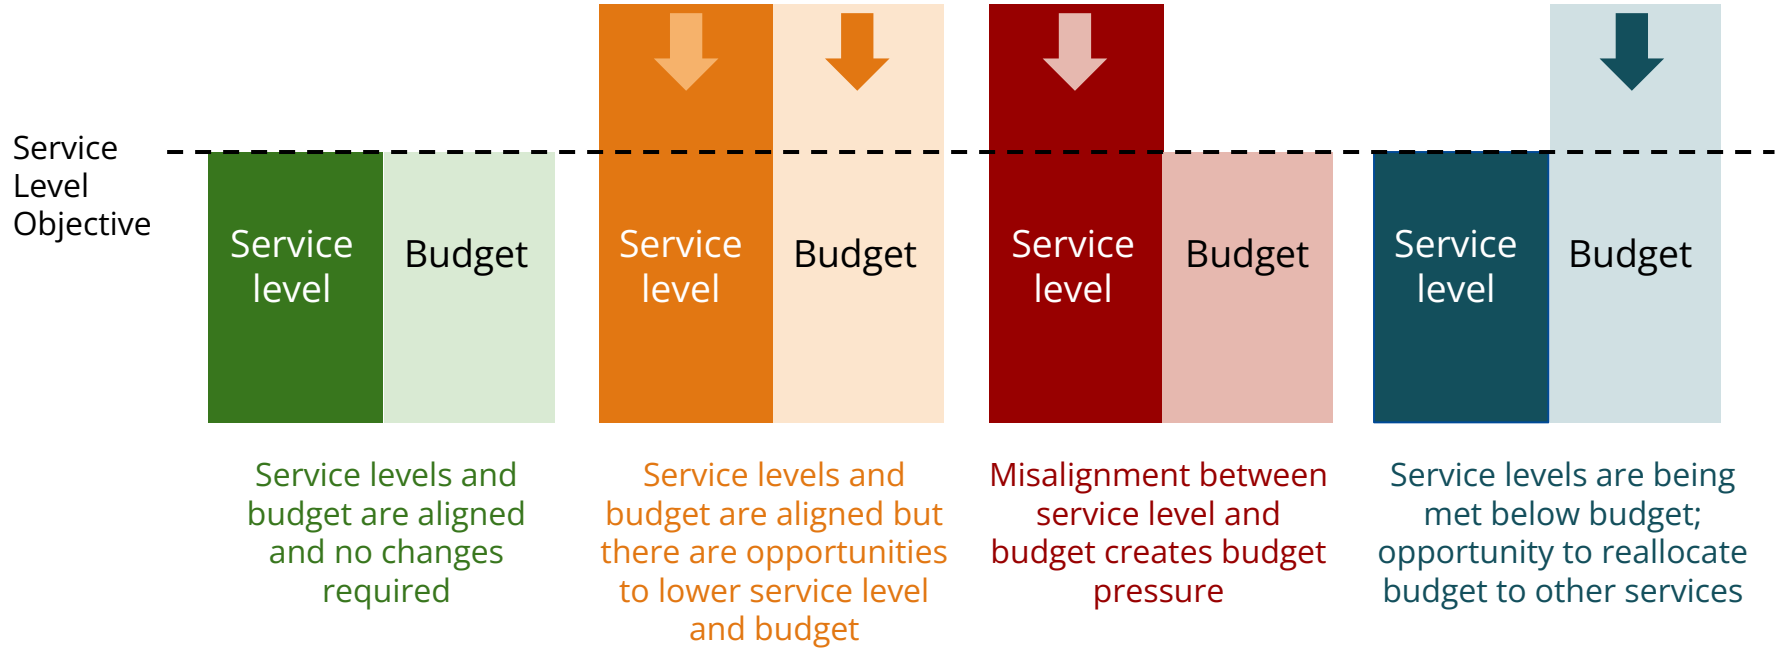 Service
Level
Objective
Service
level
Budget
Service
level
Budget
Service
level
Budget
Service
level
Budget
Service levels and
budget are aligned
and no changes
required
Service levels and
budget are aligned but
there are opportunities
to lower service level
and budget
Misalignment between
service level and
budget creates budget
pressure
Service levels are being
met below budget;
opportunity to reallocate
budget to other services